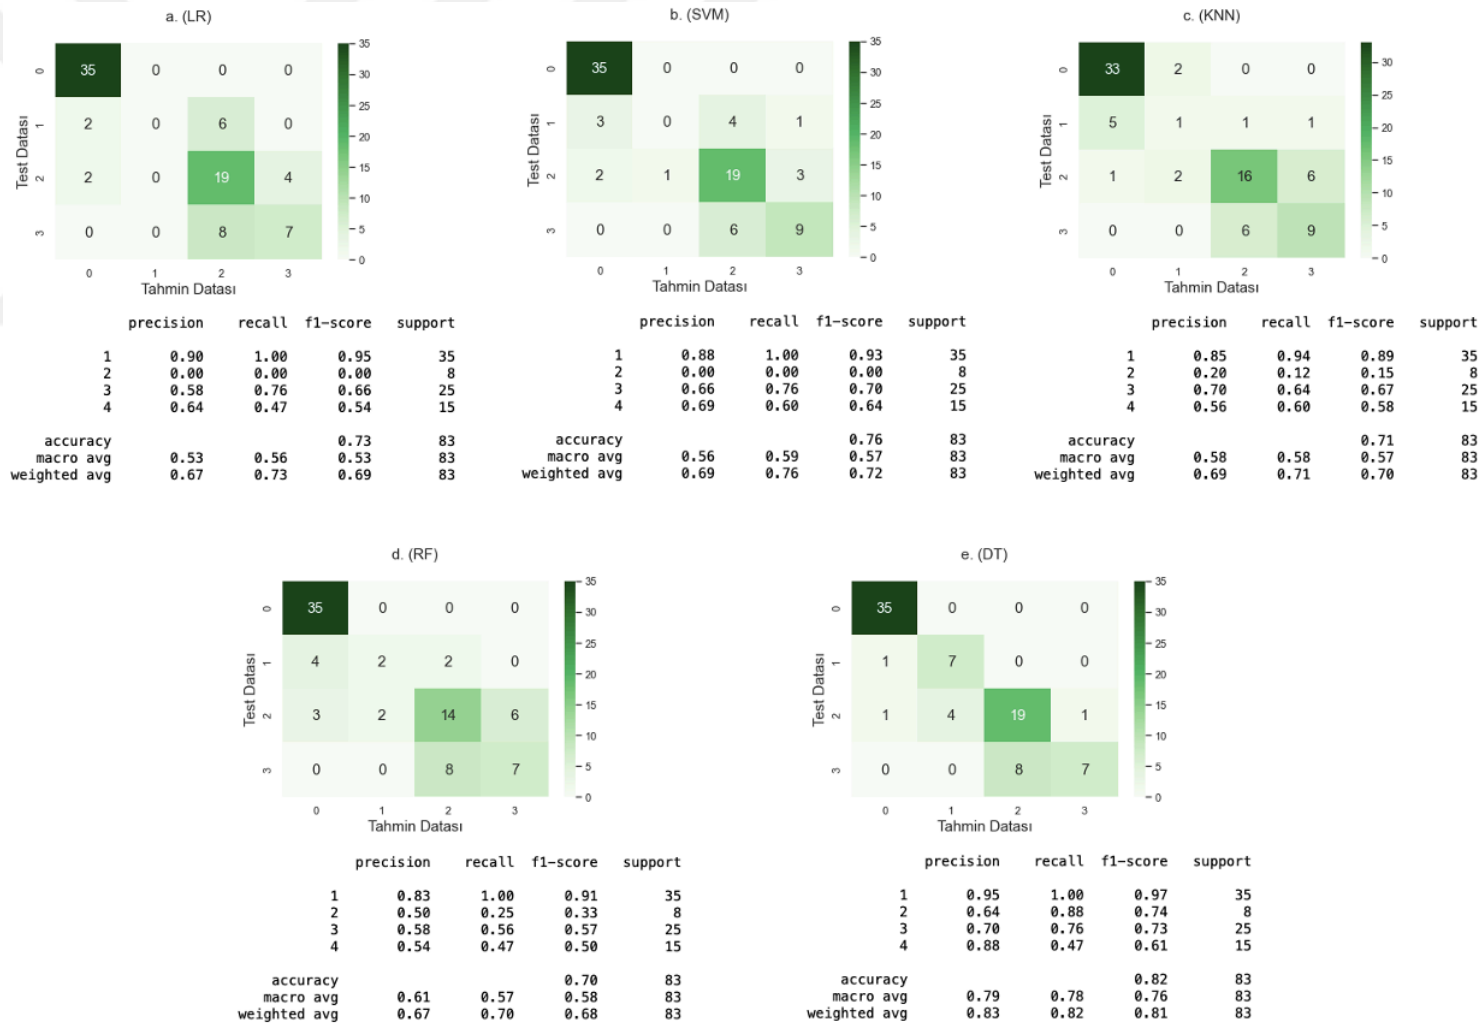 a. (LR)
35 0 0 0
2 0 6 0
2 0 19 4
0 0 8 7
0 1 2 3
0 1 2 3
Test Datası
Tahmin Datası
35
30
25
20
15
10
5
0
precision recall f1-score support
1 0.90 1.00 0.95 35
2 0.00 0.00 0.00 8
3 0.58 0.76 0.66 25
4 0.64 0.47 0.54 15
accuracy 0.73 83
macro avg 0.53 0.56 0.53 83
weighted avg 0.67 0.73 0.69 83
b. (SVM)
35 0 0 0
3 0 4 1
2 1 19 3
0 0 6 9
0 1 2 3
0 1 2 3
Test Datası
Tahmin Datası
35
30
25
20
15
10
5
0
precision recall f1-score support
1 0.88 1.00 0.93 35
2 0.00 0.00 0.00 8
3 0.66 0.76 0.70 25
4 0.69 0.60 0.64 15
accuracy 0.76 83
macro avg 0.56 0.59 0.57 83
weighted avg 0.69 0.76 0.72 83
c. (KNN)
33 2 0 0
5 1 1 1
1 2 16 6
0 0 6 9
0 1 2 3
0 1 2 3
Test Datası
Tahmin Datası
30
25
20
15
10
5
0
precision recall f1-score support
1 0.85 0.94 0.89 35
2 0.20 0.12 0.15 8
3 0.70 0.64 0.67 25
4 0.56 0.60 0.58 15
accuracy 0.71 83
macro avg 0.58 0.58 0.57 83
weighted avg 0.69 0.71 0.70 83
d. (RF)
35 0 0 0
4 2 2 0
3 2 14 6
0 0 8 7
0 1 2 3
0 1 2 3
Test Datası
Tahmin Datası
35
30
25
20
15
10
5
0
precision recall f1-score support
1 0.83 1.00 0.91 35
2 0.50 0.25 0.33 8
3 0.58 0.56 0.57 25
4 0.54 0.47 0.50 15
accuracy 0.70 83
macro avg 0.61 0.57 0.58 83
weighted avg 0.67 0.70 0.68 83
e. (DT)
35 0 0 0
1 7 0 0
1 4 19 1
0 0 8 7
0 1 2 3
0 1 2 3
Test Datası
Tahmin Datası
35
30
25
20
15
10
5
0
precision recall f1-score support
1 0.95 1.00 0.97 35
2 0.64 0.88 0.74 8
3 0.70 0.76 0.73 25
4 0.88 0.47 0.61 15
accuracy 0.82 83
macro avg 0.79 0.78 0.76 83
weighted avg 0.83 0.82 0.81 83